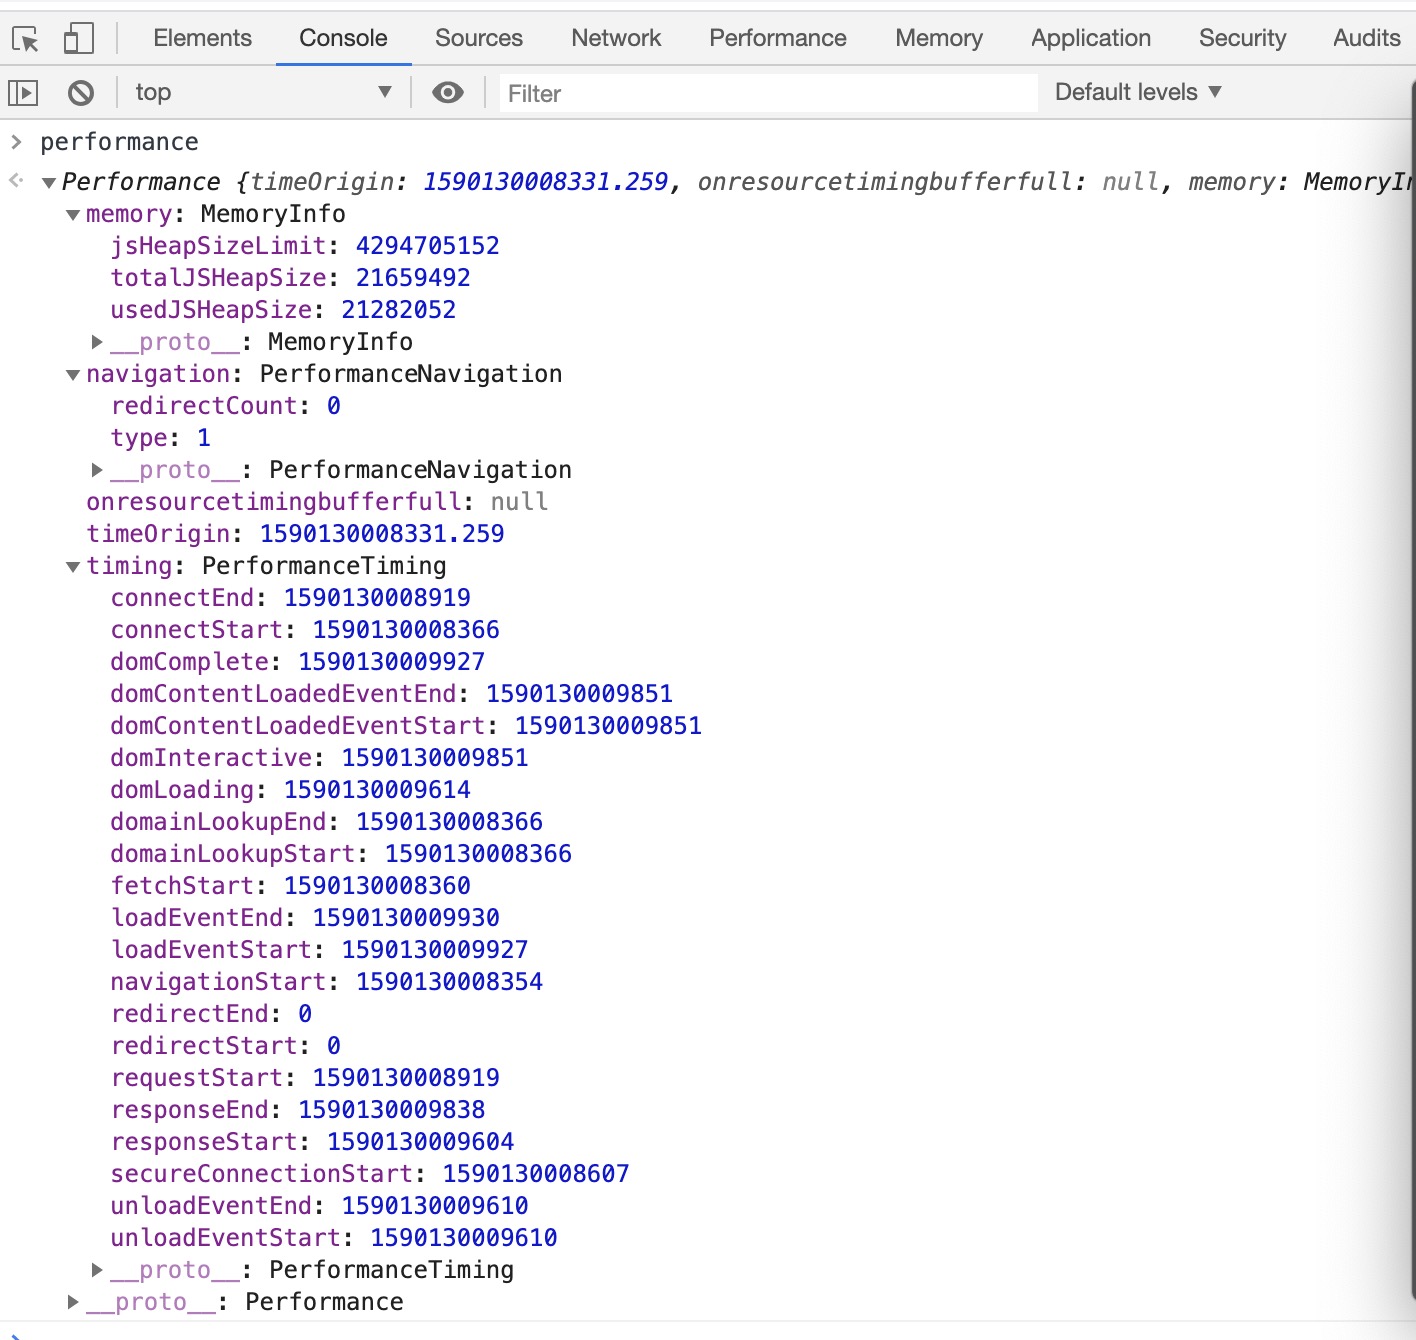 Elements Console Sources Network Performance Memory Application Security Audits
top Filter Default levels
performance
Performance {timeOrigin: 1590130008331.259, onresourcetimingbufferfull: null, memory: MemoryIn
memory: MemoryInfo
jsHeapSizeLimit: 4294705152
totalJSHeapSize: 21659492
usedJSHeapSize: 21282052
__proto__: MemoryInfo
navigation: PerformanceNavigation
redirectCount: 0
type: 1
__proto__: PerformanceNavigation
onresourcetimingbufferfull: null
timeOrigin: 1590130008331.259
timing: PerformanceTiming
connectEnd: 1590130008919
connectStart: 1590130008366
domComplete: 1590130009927
domContentLoadedEventEnd: 1590130009851
domContentLoadedEventStart: 1590130009851
domInteractive: 1590130009851
domLoading: 1590130009614
domainLookupEnd: 1590130008366
domainLookupStart: 1590130008366
fetchStart: 1590130008360
loadEventEnd: 1590130009930
loadEventStart: 1590130009927
navigationStart: 1590130008354
redirectEnd: 0
redirectStart: 0
requestStart: 1590130008919
responseEnd: 1590130009838
responseStart: 1590130009604
secureConnectionStart: 1590130008607
unloadEventEnd: 1590130009610
unloadEventStart: 1590130009610
__proto__: PerformanceTiming
__proto__: Performance